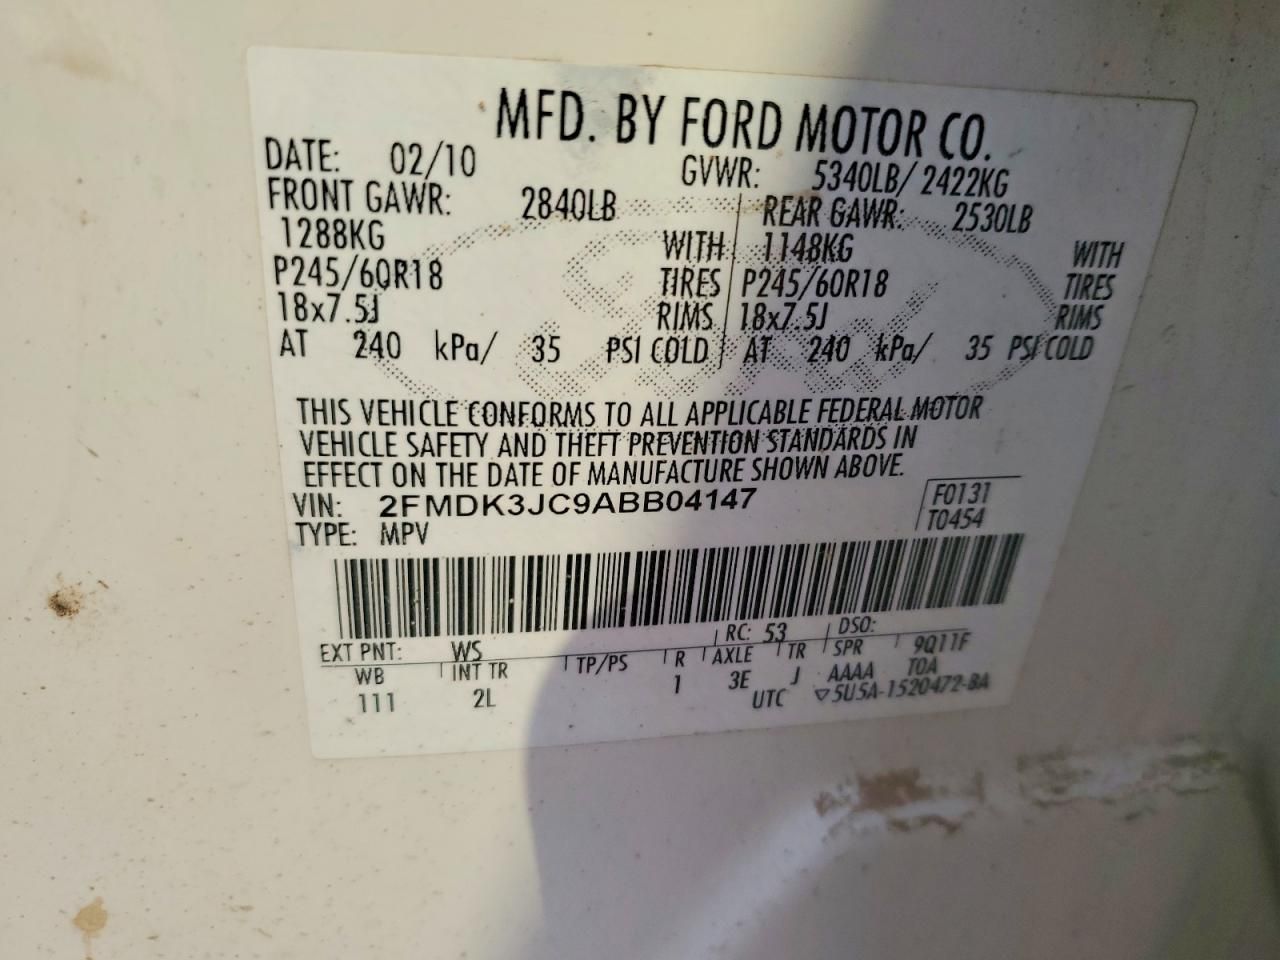 MFD. BY FORD MOTOR CO.
DATE: 02/10 GVWR: 5340LB/ 2422KG
FRONT GAWR: 2840LB REAR GAWR: 2530LB
1288KG WITH 1148KG WITH
P245/60R18 TIRES P245/60R18 TIRES
18x7.5J RIMS 18x7.5J RIMS
AT 240 kPa/ 35 PSI COLD AT 240 kPa/ 35 PSI COLD
THIS VEHICLE CONFORMS TO ALL APPLICABLE FEDERAL MOTOR
VEHICLE SAFETY AND THEFT PREVENTION STANDARDS IN
EFFECT ON THE DATE OF MANUFACTURE SHOWN ABOVE.
VIN: 2FMDK3JC9ABB04147 F0131
TYPE: MPV T0454
EXT PNT: WS RC: 53 DSO:
WB INT TR TP/PS R AXLE TR SPR 9Q11F
111 2L 1 3E J AAAA TOA
UTC ▽5U5A-1520472-BA